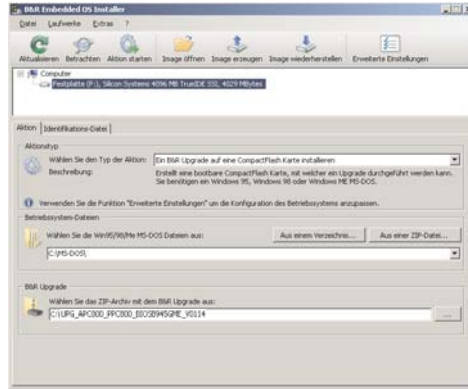 B&R Embedded OS Installer
Datei Laufwerke Extras ?
Aktualisieren Betrachten Aktion starten Image öffnen Image erzeugen Image wiederherstellen Erweiterte Einstellungen
Computer
Festplatte (F:), Silicon Systems 4096 MB TrueIDE SSI, 4029 MBytes
Aktion Identifikations-Datei
Aktionstyp
Wählen Sie den Typ der Aktion: Ein B&R Upgrade auf eine CompactFlash Karte installieren
Beschreibung: Erstellt eine bootbare CompactFlash Karte, mit welcher ein Upgrade durchgeführt werden kann.
Sie benötigen ein Windows 95, Windows 98 oder Windows ME MS-DOS.
Verwenden Sie die Funktion "Erweiterte Einstellungen" um die Konfiguration des Betriebssystems anzupassen.
Betriebssystem-Dateien
Wählen Sie die Win95/98/Me MS-DOS Dateien aus: Aus einem Verzeichnis... Aus einer ZIP-Datei...
C:\MS-DOS\
B&R Upgrade
Wählen Sie das ZIP-Archiv mit dem B&R Upgrade aus:
C:\UPG_APC800_PPC800_BIOSB945GME_V0114 ...